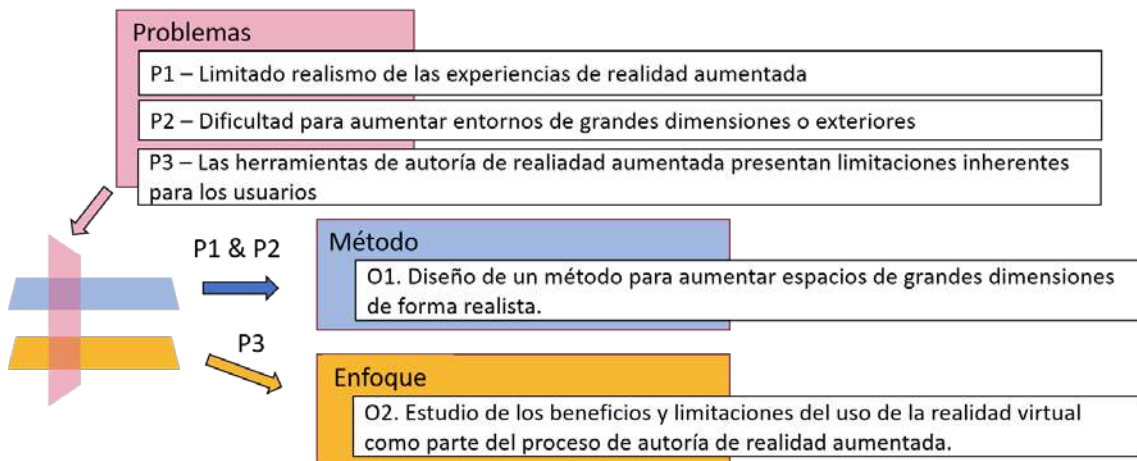 Problemas
P1 – Limitado realismo de las experiencias de realidad aumentada
P2 – Dificultad para aumentar entornos de grandes dimensiones o exteriores
P3 – Las herramientas de autoría de realiadad aumentada presentan limitaciones inherentes
para los usuarios
P1 & P2
Método
O1. Diseño de un método para aumentar espacios de grandes dimensiones
de forma realista.
P3
Enfoque
O2. Estudio de los beneficios y limitaciones del uso de la realidad virtual
como parte del proceso de autoría de realidad aumentada.